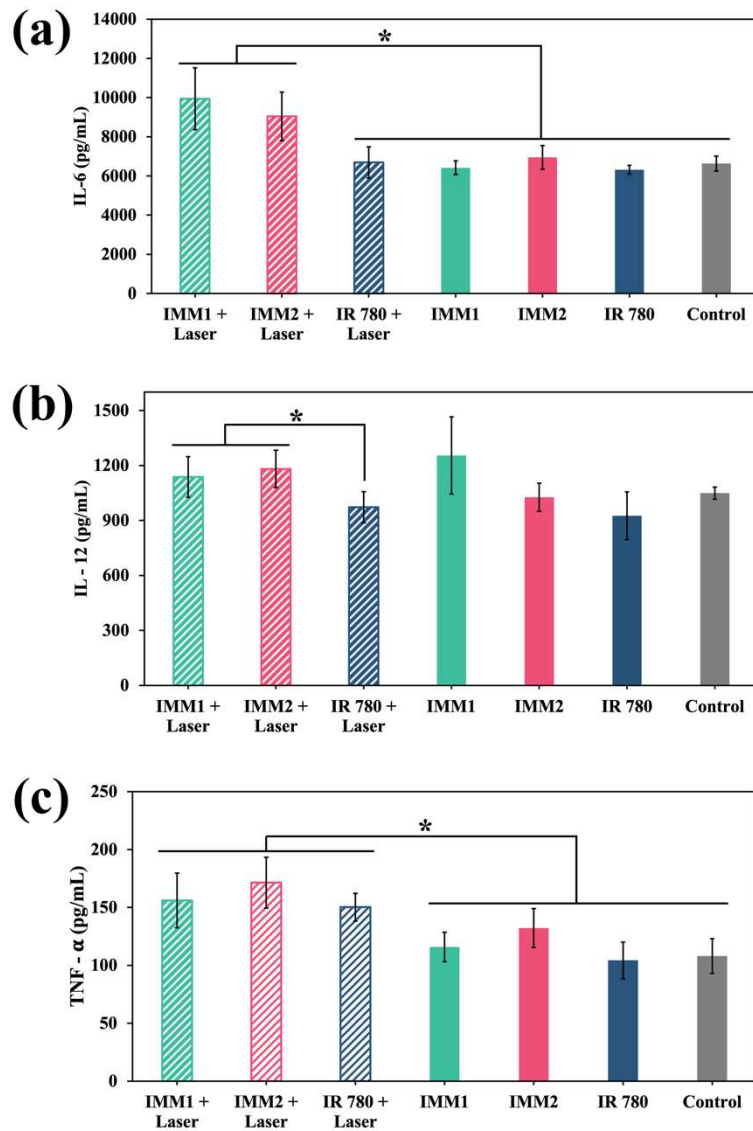 (a)
14000
12000
10000
8000
6000
4000
2000
0
IL-6 (pg/mL)
*
IMM1 + Laser
IMM2 + Laser
IR 780 + Laser
IMM1
IMM2
IR 780
Control
(b)
1500
1200
900
600
300
0
IL - 12 (pg/mL)
*
IMM1 + Laser
IMM2 + Laser
IR 780 + Laser
IMM1
IMM2
IR 780
Control
(c)
250
200
150
100
50
0
TNF - α (pg/mL)
*
IMM1 + Laser
IMM2 + Laser
IR 780 + Laser
IMM1
IMM2
IR 780
Control